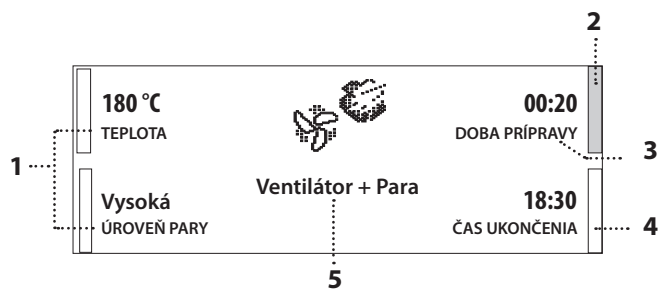 2
180 °C
00:20
TEPLOTA
DOBA PRÍPRAVY
3
1
Ventilátor + Para
Vysoká
18:30
ÚROVEŇ PARY
ČAS UKONČENIA
4
5